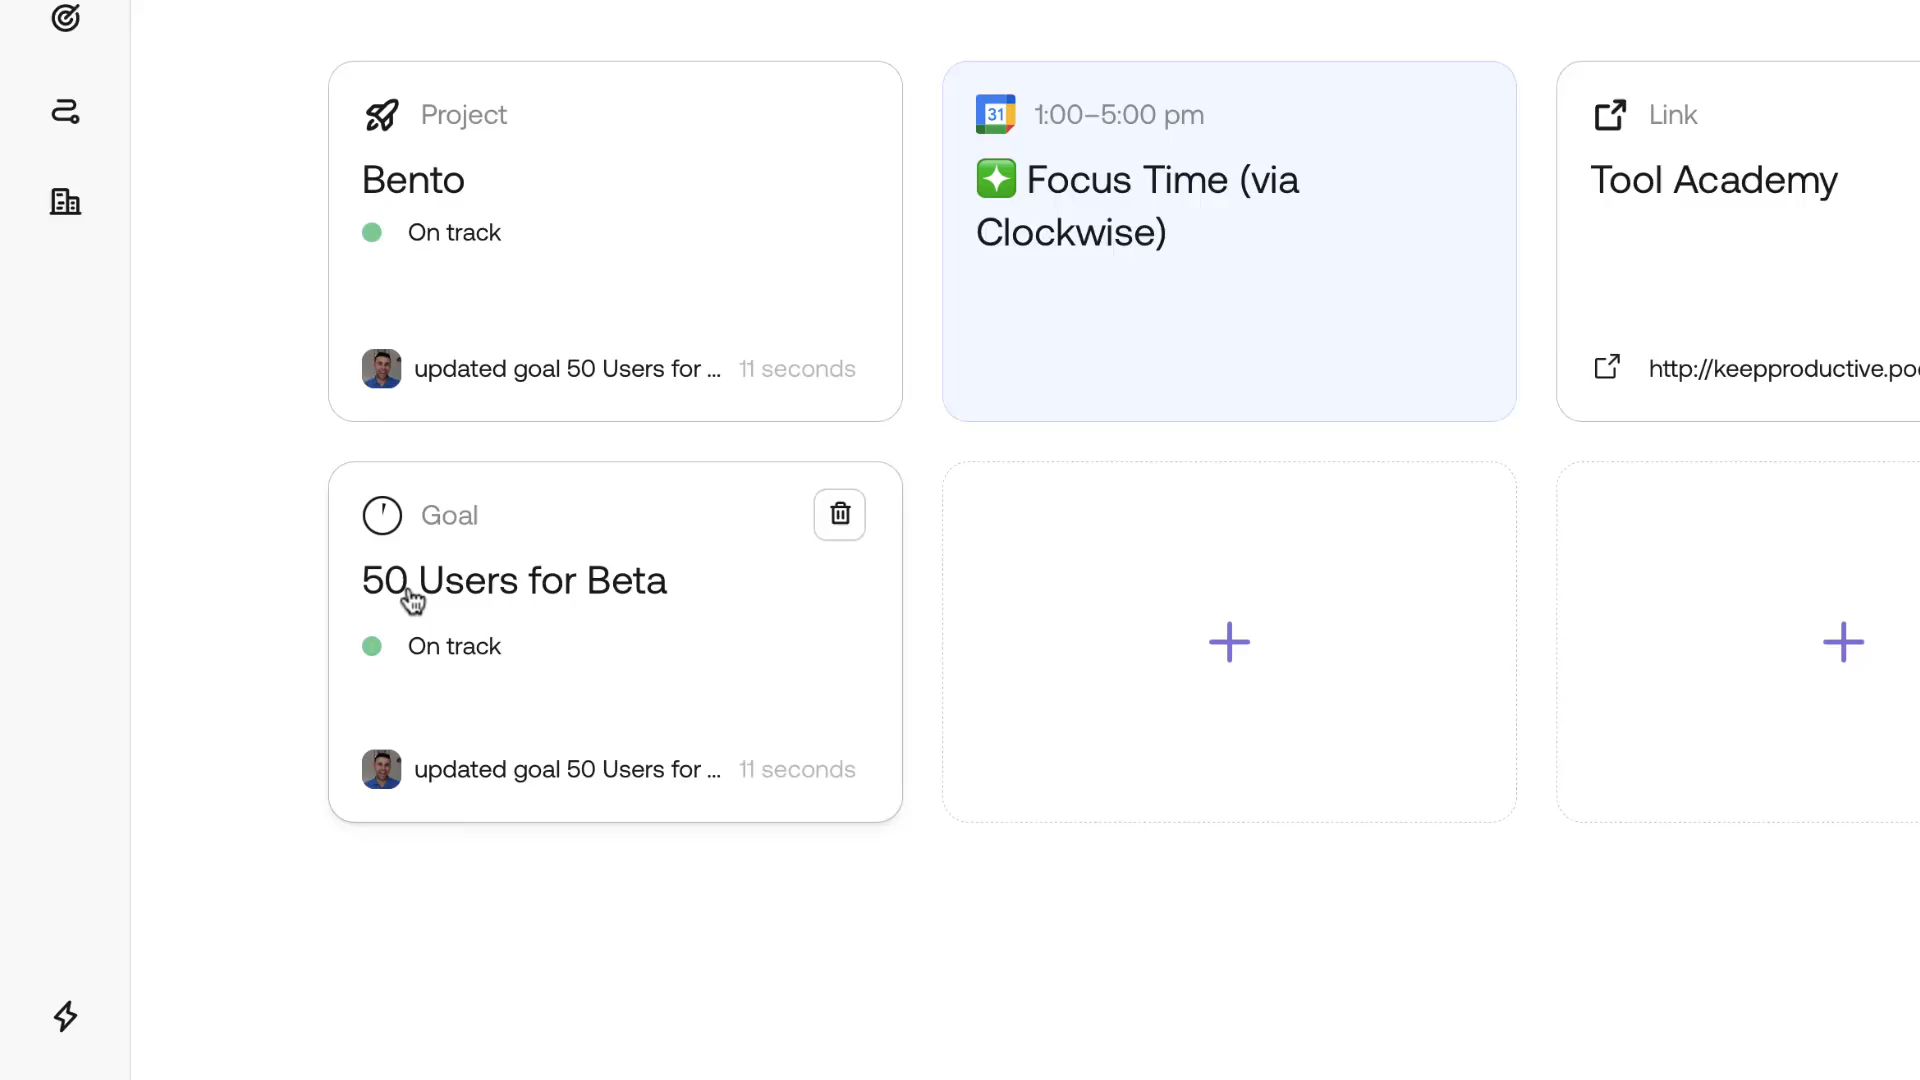 Project
Bento
On track
updated goal 50 Users for ... 11 seconds
31 1:00–5:00 pm
Focus Time (via
Clockwise)
Link
Tool Academy
http://keepproductive.po
Goal
50 Users for Beta
On track
updated goal 50 Users for ... 11 seconds